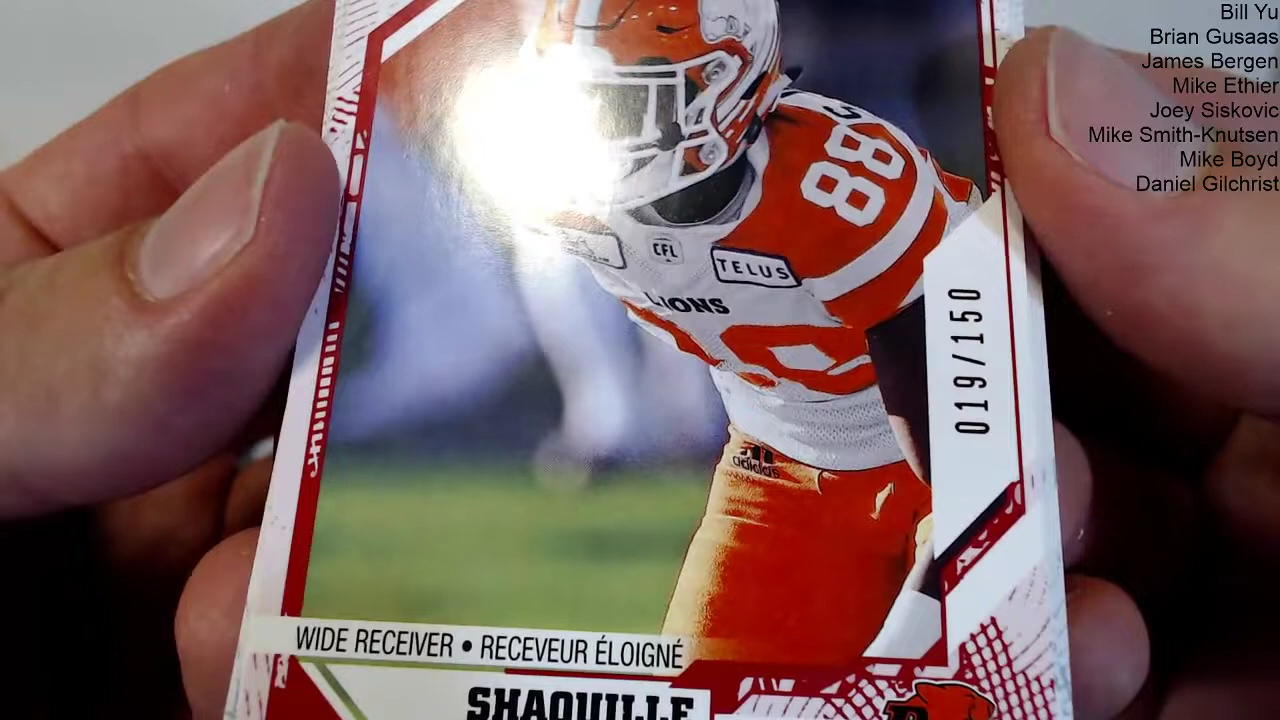 Bill Yu
Brian Gusaas
James Bergen
Mike Ethier
Joey Siskovic
Mike Smith-Knutsen
Mike Boyd
Daniel Gilchrist
88
CFL
TELUS
LIONS
adidas
019/150
WIDE RECEIVER • RECEVEUR ÉLOIGNÉ
SHAQUILLE